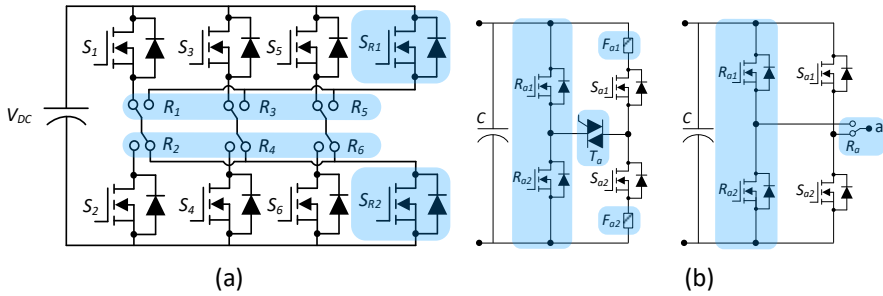 S1 S3 S5 SR1
VDC
R1 R3 R5
R2 R4 R6
S2 S4 S6 SR2
(a)
Fa1
Ra1 Sa1
C
Ta
Ra2 Sa2
Fa2
Ra1 Sa1
C
a
Ra
Ra2 Sa2
(b)